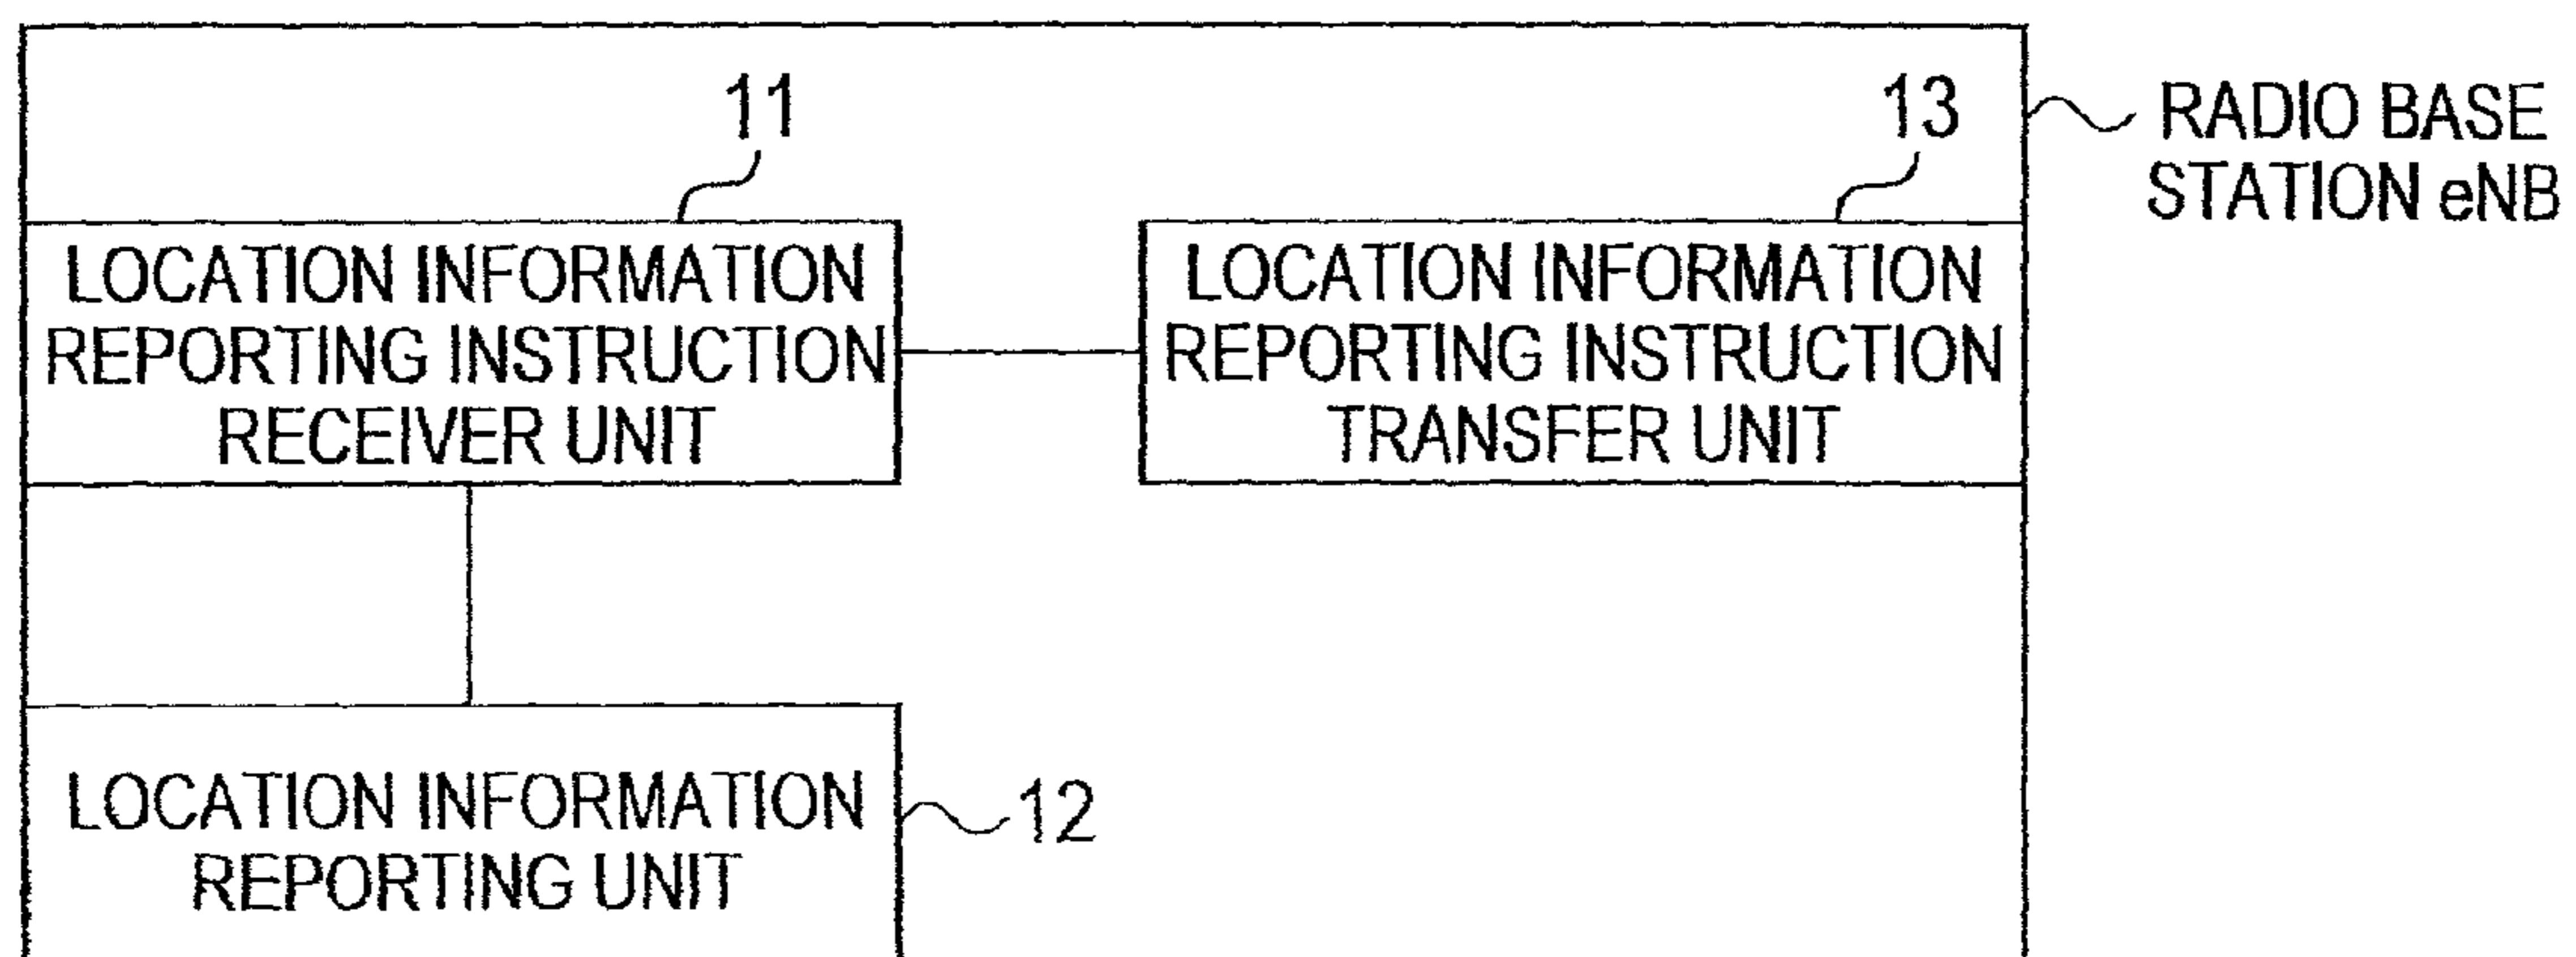 11
13
RADIO BASE
STATION eNB
LOCATION INFORMATION
REPORTING INSTRUCTION
RECEIVER UNIT
LOCATION INFORMATION
REPORTING INSTRUCTION
TRANSFER UNIT
LOCATION INFORMATION
REPORTING UNIT
12